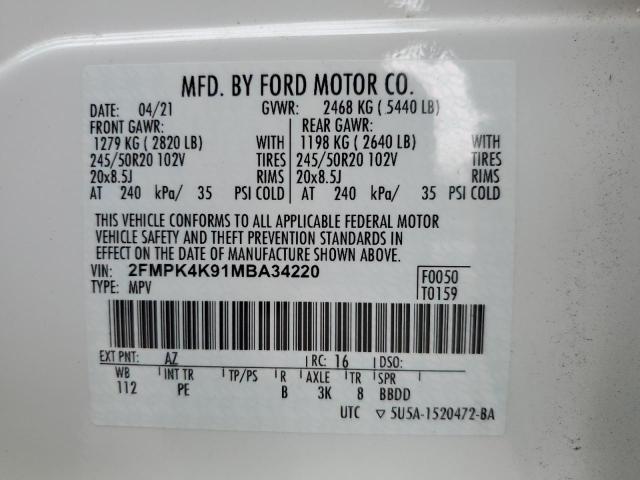 MFD. BY FORD MOTOR CO.
DATE: 04/21 GVWR: 2468 KG ( 5440 LB)
FRONT GAWR: REAR GAWR:
1279 KG ( 2820 LB) WITH 1198 KG ( 2640 LB) WITH
245/50R20 102V TIRES 245/50R20 102V TIRES
20x8.5J RIMS 20x8.5J RIMS
AT 240 kPa/ 35 PSI COLD AT 240 kPa/ 35 PSI COLD
THIS VEHICLE CONFORMS TO ALL APPLICABLE FEDERAL MOTOR
VEHICLE SAFETY AND THEFT PREVENTION STANDARDS IN
EFFECT ON THE DATE OF MANUFACTURE SHOWN ABOVE.
VIN: 2FMPK4K91MBA34220 F0050
TYPE: MPV T0159
EXT PNT: AZ RC: 16 DSO:
WB INT TR TP/PS R AXLE TR SPR
112 PE B 3K 8 BBDD
UTC ▽ 5U5A-1520472-BA